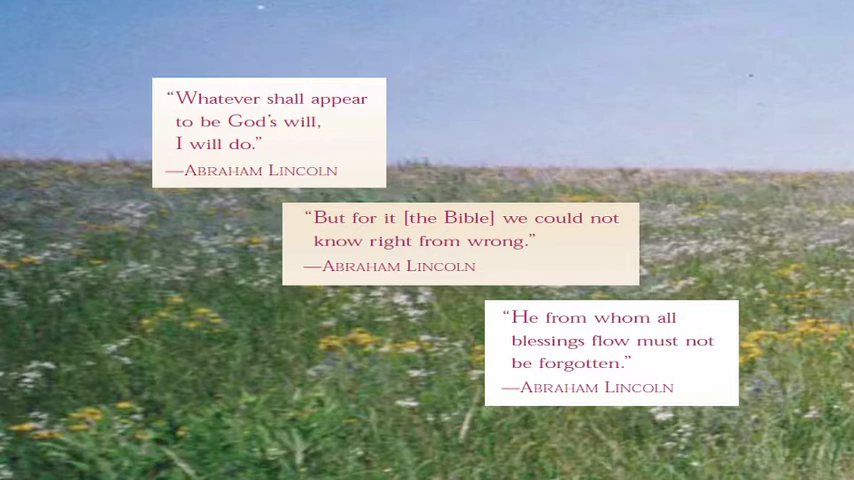 “Whatever shall appear
to be God’s will,
I will do.”
—Abraham Lincoln
“But for it [the Bible] we could not
know right from wrong.”
—Abraham Lincoln
“He from whom all
blessings flow must not
be forgotten.”
—Abraham Lincoln